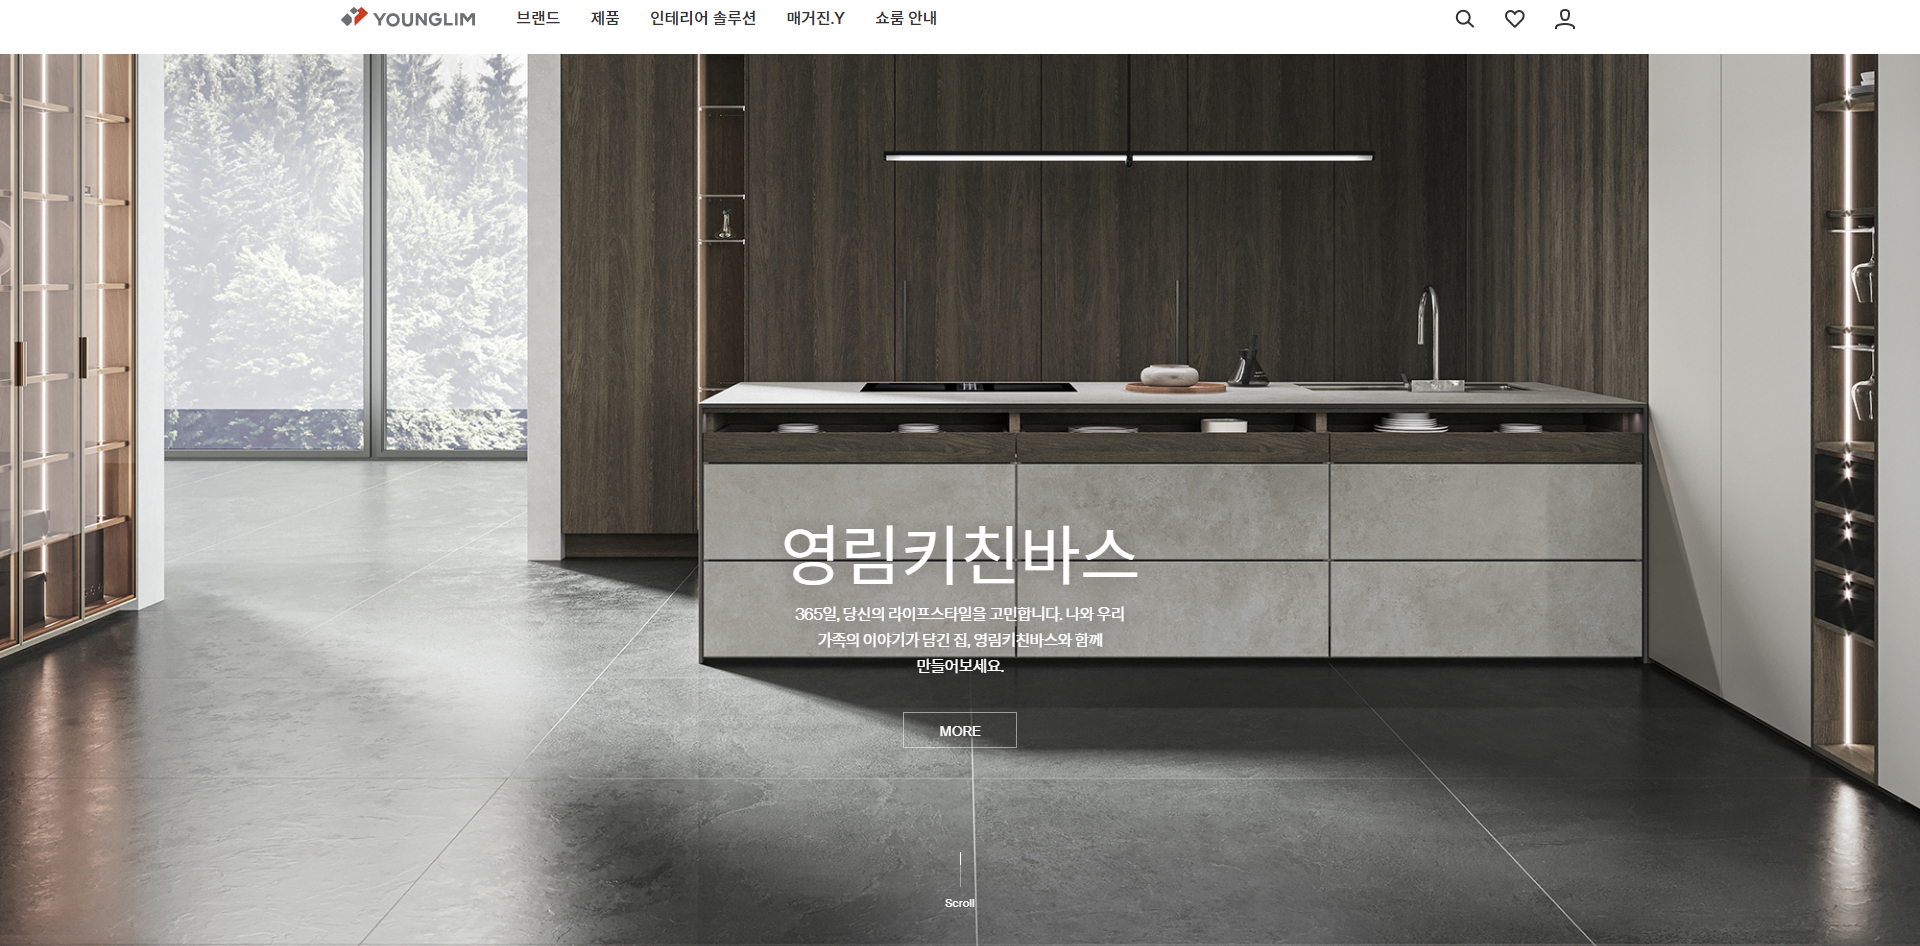 YOUNGLIM
브랜드
제품
인테리어 솔루션
매거진.Y
쇼룸 안내
영림키친바스
365일, 당신의 라이프스타일을 고민합니다. 나와 우리
가족의 이야기가 담긴 집, 영림키친바스와 함께
만들어보세요.
MORE
Scroll